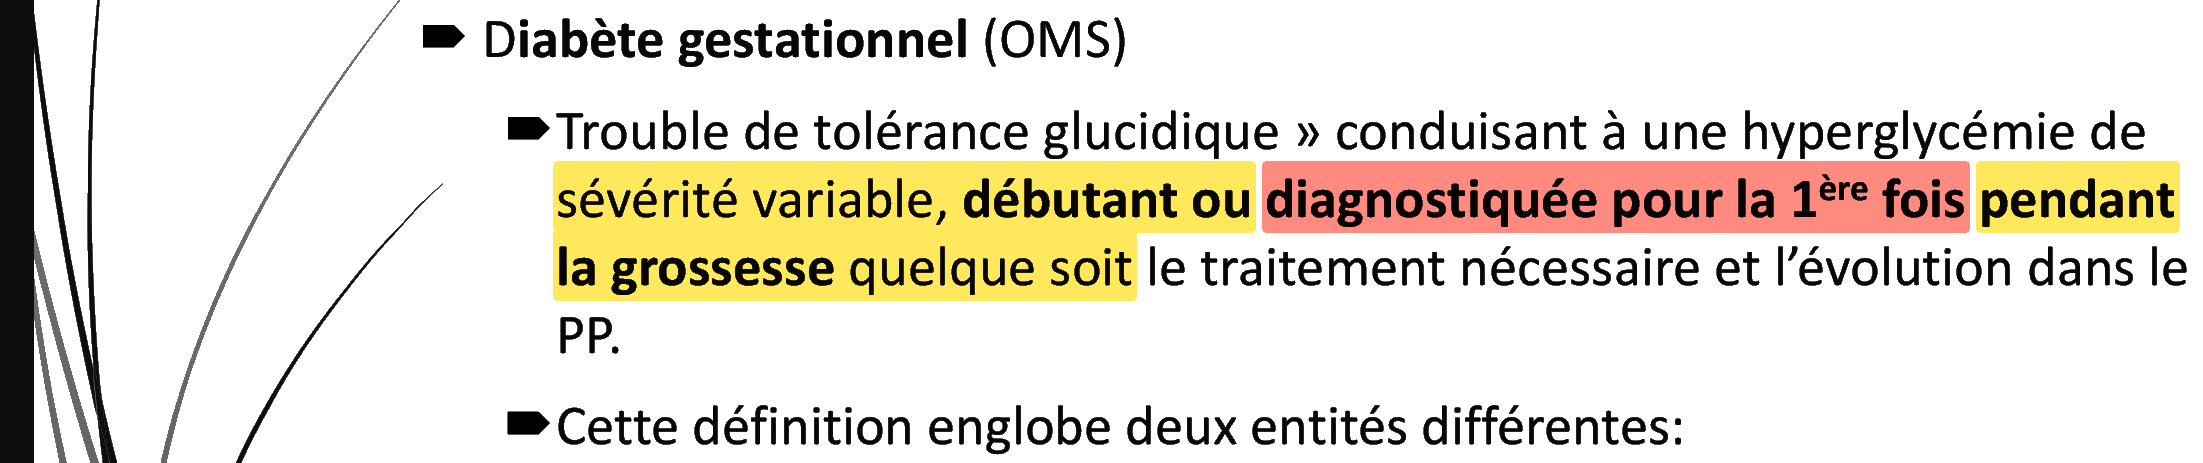 Diabète gestationnel (OMS)
Trouble de tolérance glucidique » conduisant à une hyperglycémie de
sévérité variable, débutant ou diagnostiquée pour la 1ère fois pendant
la grossesse quelque soit le traitement nécessaire et l’évolution dans le
PP.
Cette définition englobe deux entités différentes: